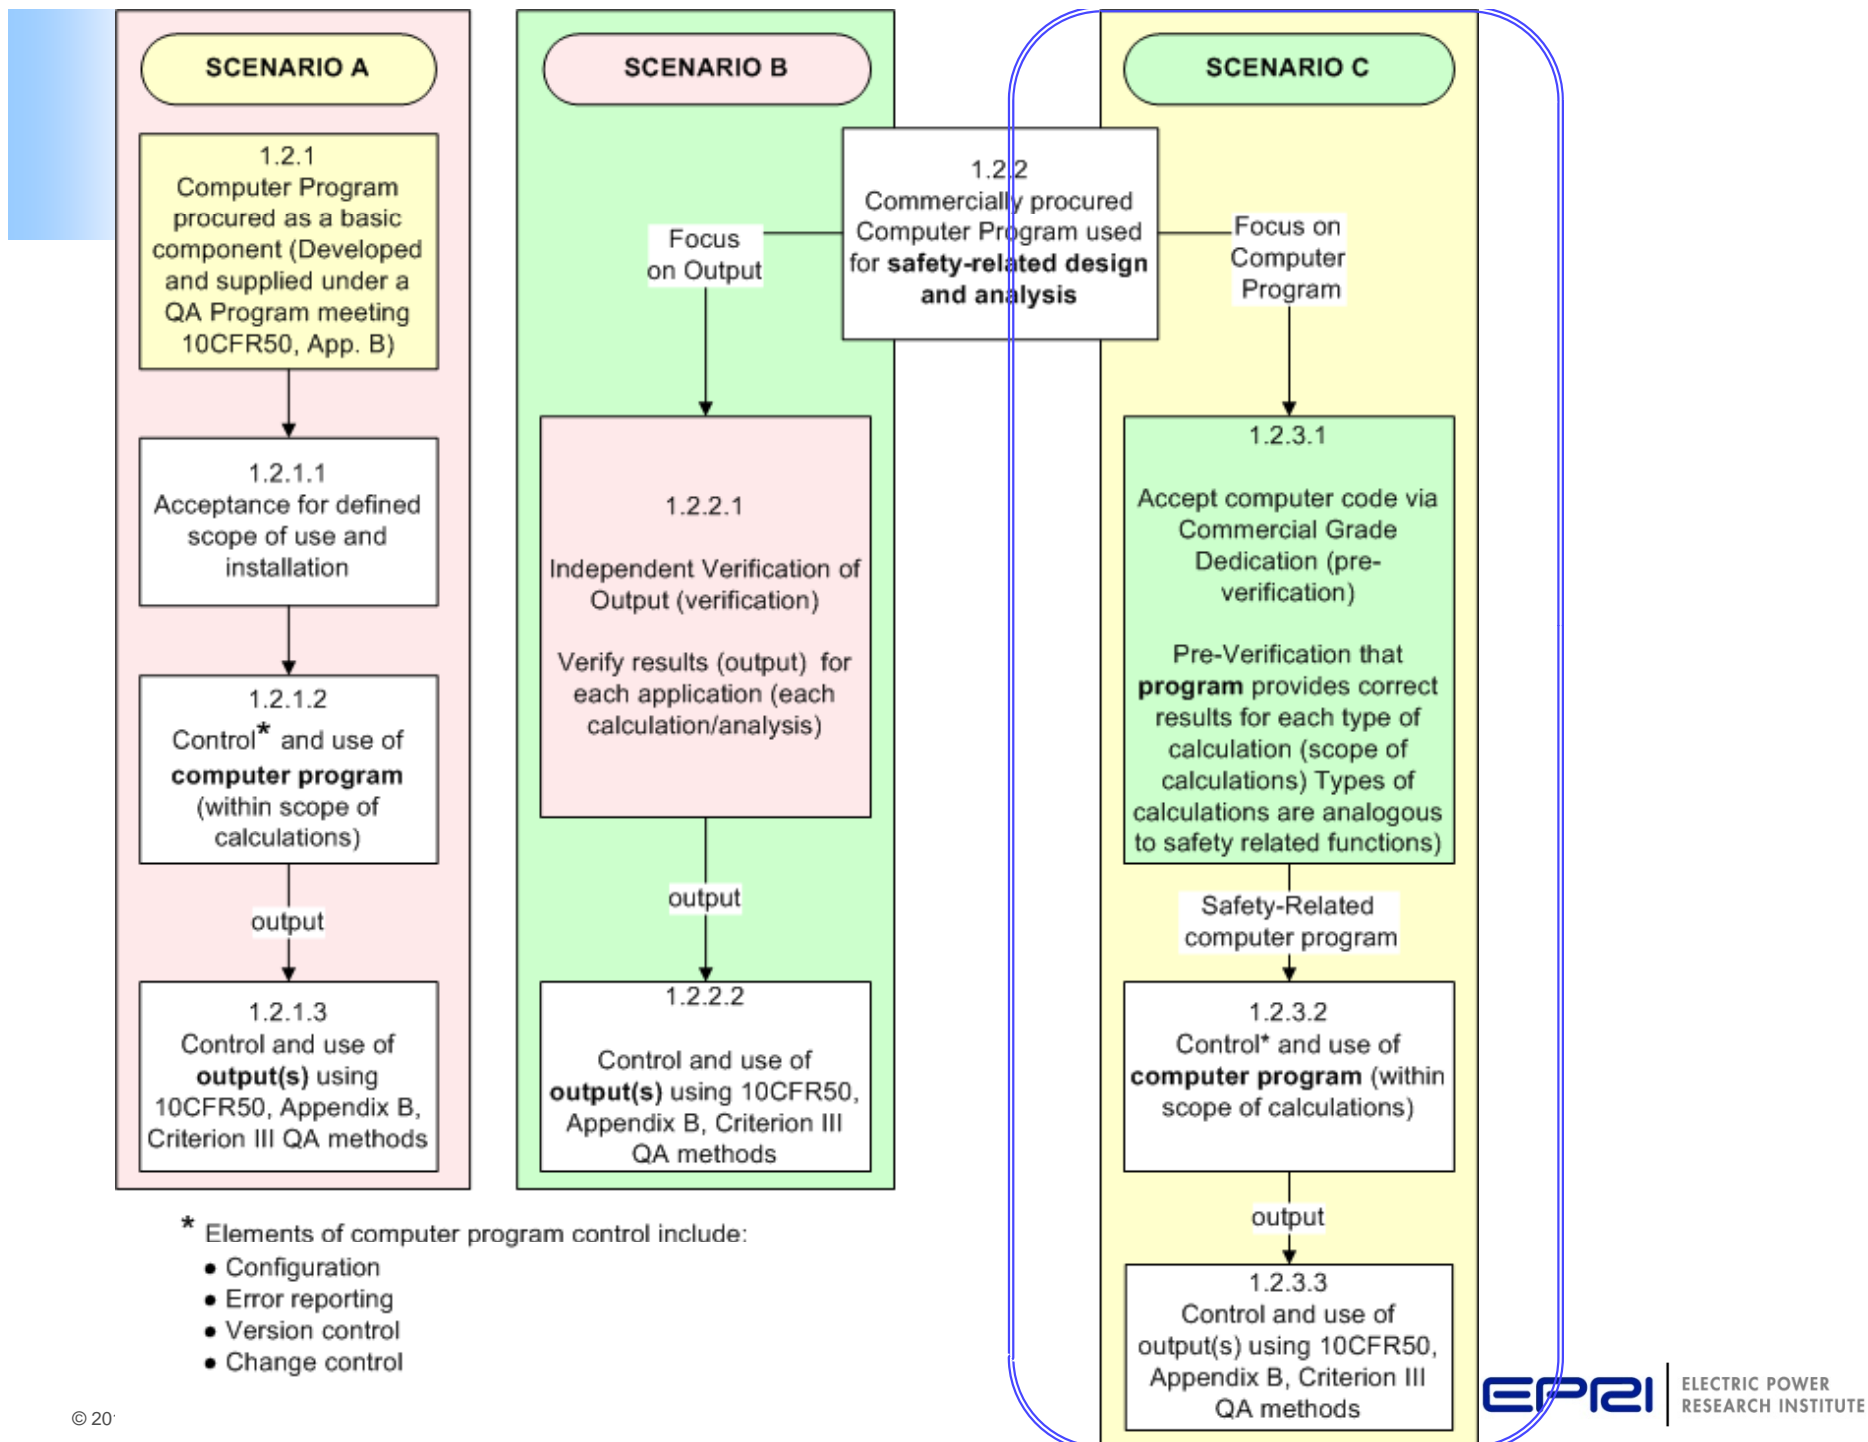 SCENARIO A
1.2.1
Computer Program
procured as a basic
component (Developed
and supplied under a
QA Program meeting
10CFR50, App. B)
1.2.1.1
Acceptance for defined
scope of use and
installation
1.2.1.2
Control* and use of
computer program
(within scope of
calculations)
output
1.2.1.3
Control and use of
output(s) using
10CFR50, Appendix B,
Criterion III QA methods
SCENARIO B
1.2.2
Commercially procured
Computer Program used
for safety-related design
and analysis
Focus
on Output
1.2.2.1
Independent Verification of
Output (verification)
Verify results (output) for
each application (each
calculation/analysis)
output
1.2.2.2
Control and use of
output(s) using 10CFR50,
Appendix B, Criterion III
QA methods
SCENARIO C
Focus on
Computer
Program
1.2.3.1
Accept computer code via
Commercial Grade
Dedication (pre-
verification)
Pre-Verification that
program provides correct
results for each type of
calculation (scope of
calculations) Types of
calculations are analogous
to safety related functions)
Safety-Related
computer program
1.2.3.2
Control* and use of
computer program (within
scope of calculations)
output
1.2.3.3
Control and use of
output(s) using 10CFR50,
Appendix B, Criterion III
QA methods
* Elements of computer program control include:
● Configuration
● Error reporting
● Version control
● Change control
©
EPRI
ELECTRIC POWER
RESEARCH INSTITUTE